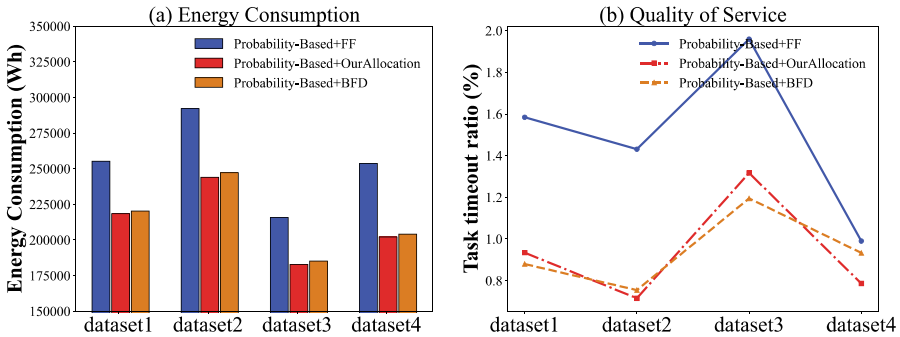 (a) Energy Consumption
Energy Consumption (Wh)
350000
325000
300000
275000
250000
225000
200000
175000
150000
Probability-Based+FF
Probability-Based+OurAllocation
Probability-Based+BFD
dataset1 dataset2 dataset3 dataset4
(b) Quality of Service
Task timeout ratio (%)
2.0
1.8
1.6
1.4
1.2
1.0
0.8
Probability-Based+FF
Probability-Based+OurAllocation
Probability-Based+BFD
dataset1 dataset2 dataset3 dataset4